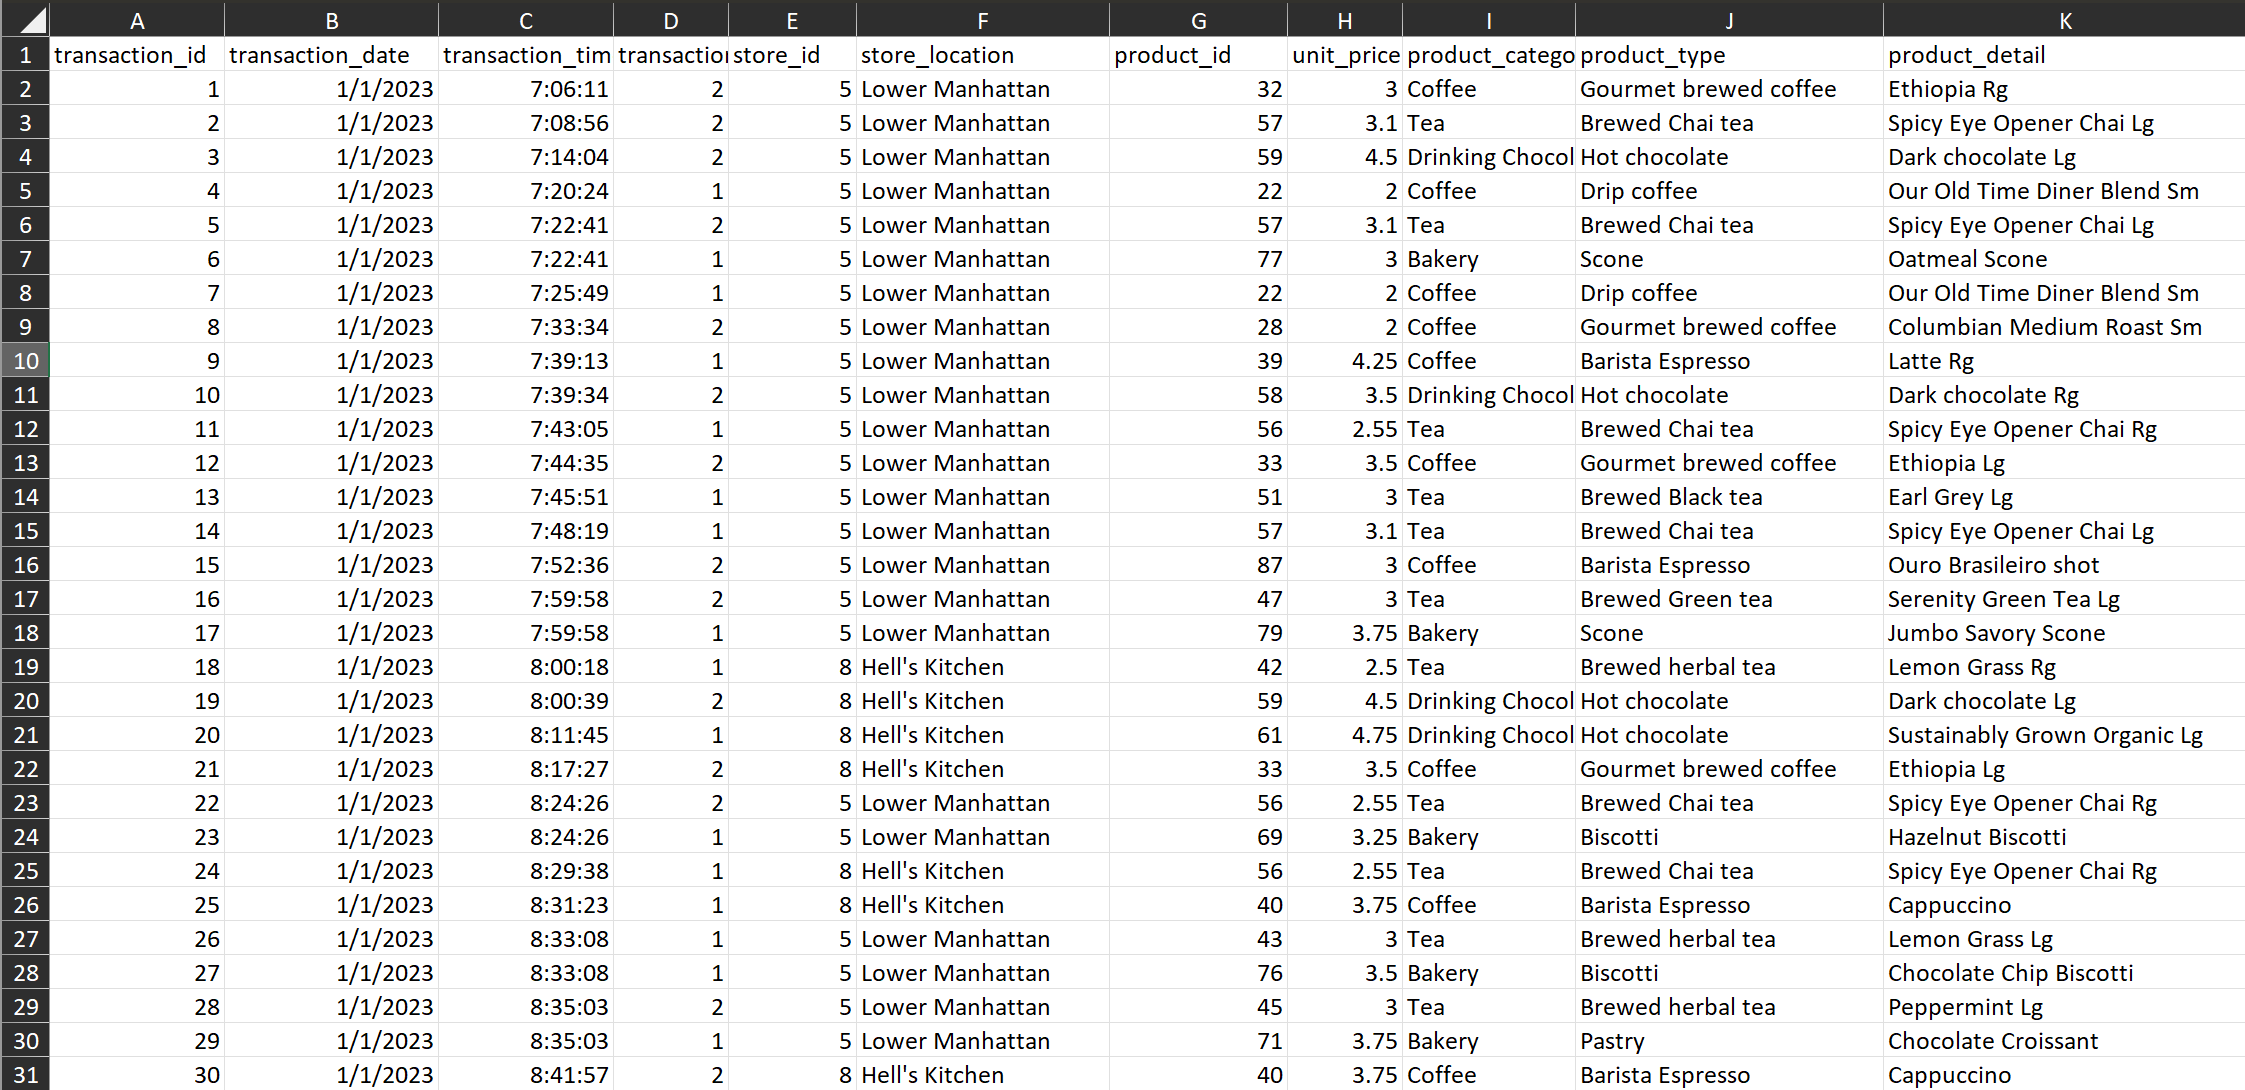 A B C D E F G H I J K
1 transaction_id transaction_date transaction_tim transaction store_id store_location product_id unit_price product_catego product_type product_detail
2 1 1/1/2023 7:06:11 2 5 Lower Manhattan 32 3 Coffee Gourmet brewed coffee Ethiopia Rg
3 2 1/1/2023 7:08:56 2 5 Lower Manhattan 57 3.1 Tea Brewed Chai tea Spicy Eye Opener Chai Lg
4 3 1/1/2023 7:14:04 2 5 Lower Manhattan 59 4.5 Drinking Chocol Hot chocolate Dark chocolate Lg
5 4 1/1/2023 7:20:24 1 5 Lower Manhattan 22 2 Coffee Drip coffee Our Old Time Diner Blend Sm
6 5 1/1/2023 7:22:41 2 5 Lower Manhattan 57 3.1 Tea Brewed Chai tea Spicy Eye Opener Chai Lg
7 6 1/1/2023 7:22:41 1 5 Lower Manhattan 77 3 Bakery Scone Oatmeal Scone
8 7 1/1/2023 7:25:49 1 5 Lower Manhattan 22 2 Coffee Drip coffee Our Old Time Diner Blend Sm
9 8 1/1/2023 7:33:34 2 5 Lower Manhattan 28 2 Coffee Gourmet brewed coffee Columbian Medium Roast Sm
10 9 1/1/2023 7:39:13 1 5 Lower Manhattan 39 4.25 Coffee Barista Espresso Latte Rg
11 10 1/1/2023 7:39:34 2 5 Lower Manhattan 58 3.5 Drinking Chocol Hot chocolate Dark chocolate Rg
12 11 1/1/2023 7:43:05 1 5 Lower Manhattan 56 2.55 Tea Brewed Chai tea Spicy Eye Opener Chai Rg
13 12 1/1/2023 7:44:35 2 5 Lower Manhattan 33 3.5 Coffee Gourmet brewed coffee Ethiopia Lg
14 13 1/1/2023 7:45:51 1 5 Lower Manhattan 51 3 Tea Brewed Black tea Earl Grey Lg
15 14 1/1/2023 7:48:19 1 5 Lower Manhattan 57 3.1 Tea Brewed Chai tea Spicy Eye Opener Chai Lg
16 15 1/1/2023 7:52:36 2 5 Lower Manhattan 87 3 Coffee Barista Espresso Ouro Brasileiro shot
17 16 1/1/2023 7:59:58 2 5 Lower Manhattan 47 3 Tea Brewed Green tea Serenity Green Tea Lg
18 17 1/1/2023 7:59:58 1 5 Lower Manhattan 79 3.75 Bakery Scone Jumbo Savory Scone
19 18 1/1/2023 8:00:18 1 8 Hell's Kitchen 42 2.5 Tea Brewed herbal tea Lemon Grass Rg
20 19 1/1/2023 8:00:39 2 8 Hell's Kitchen 59 4.5 Drinking Chocol Hot chocolate Dark chocolate Lg
21 20 1/1/2023 8:11:45 1 8 Hell's Kitchen 61 4.75 Drinking Chocol Hot chocolate Sustainably Grown Organic Lg
22 21 1/1/2023 8:17:27 2 8 Hell's Kitchen 33 3.5 Coffee Gourmet brewed coffee Ethiopia Lg
23 22 1/1/2023 8:24:26 2 5 Lower Manhattan 56 2.55 Tea Brewed Chai tea Spicy Eye Opener Chai Rg
24 23 1/1/2023 8:24:26 1 5 Lower Manhattan 69 3.25 Bakery Biscotti Hazelnut Biscotti
25 24 1/1/2023 8:29:38 1 8 Hell's Kitchen 56 2.55 Tea Brewed Chai tea Spicy Eye Opener Chai Rg
26 25 1/1/2023 8:31:23 1 8 Hell's Kitchen 40 3.75 Coffee Barista Espresso Cappuccino
27 26 1/1/2023 8:33:08 1 5 Lower Manhattan 43 3 Tea Brewed herbal tea Lemon Grass Lg
28 27 1/1/2023 8:33:08 1 5 Lower Manhattan 76 3.5 Bakery Biscotti Chocolate Chip Biscotti
29 28 1/1/2023 8:35:03 2 5 Lower Manhattan 45 3 Tea Brewed herbal tea Peppermint Lg
30 29 1/1/2023 8:35:03 1 5 Lower Manhattan 71 3.75 Bakery Pastry Chocolate Croissant
31 30 1/1/2023 8:41:57 2 8 Hell's Kitchen 40 3.75 Coffee Barista Espresso Cappuccino